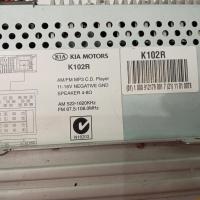 KIA KIA MOTORS
K102R
AM/FM MP3 C.D. Player
11-16V NEGATIVE GND
SPEAKER 4-8Ω
AM 522-1620KHz
FM 87.5-108.0MHz
K102R